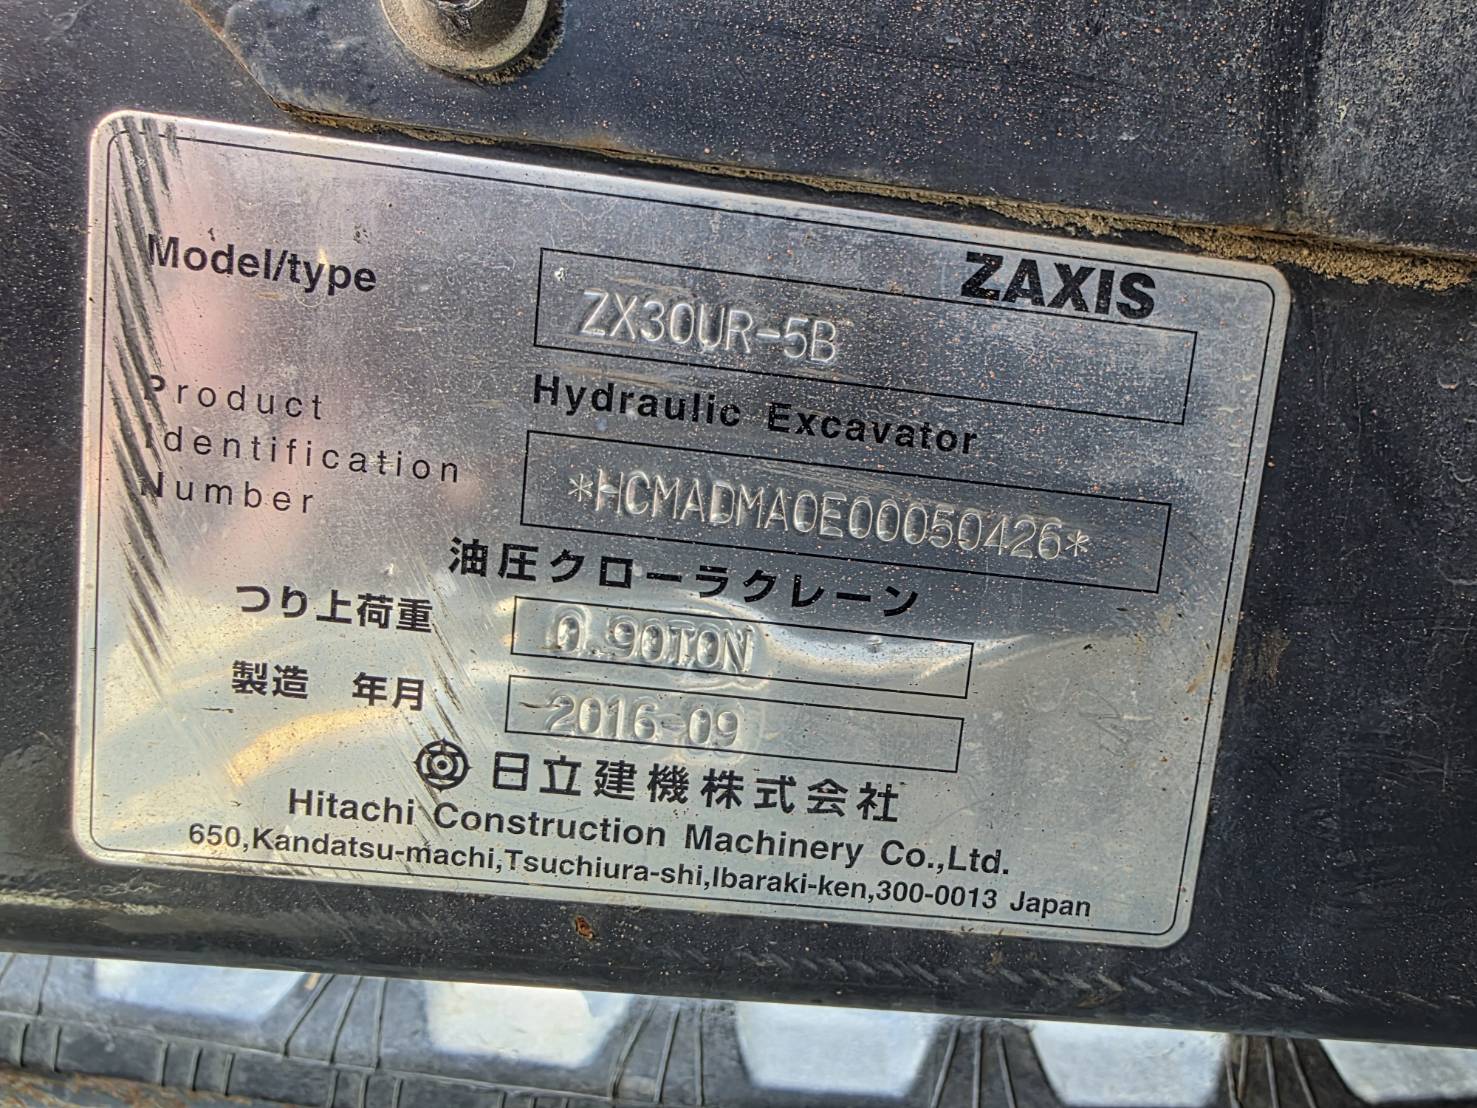 ZAXIS
Model/type ZX30UR-5B
Hydraulic Excavator
Product
Identification
Number *HCMADMA0E00050426*
油圧クローラクレーン
つり上荷重 0.90TON
製造 年月 2016-09
日立建機株式会社
Hitachi Construction Machinery Co.,Ltd.
650,Kandatsu-machi,Tsuchiura-shi,Ibaraki-ken,300-0013 Japan